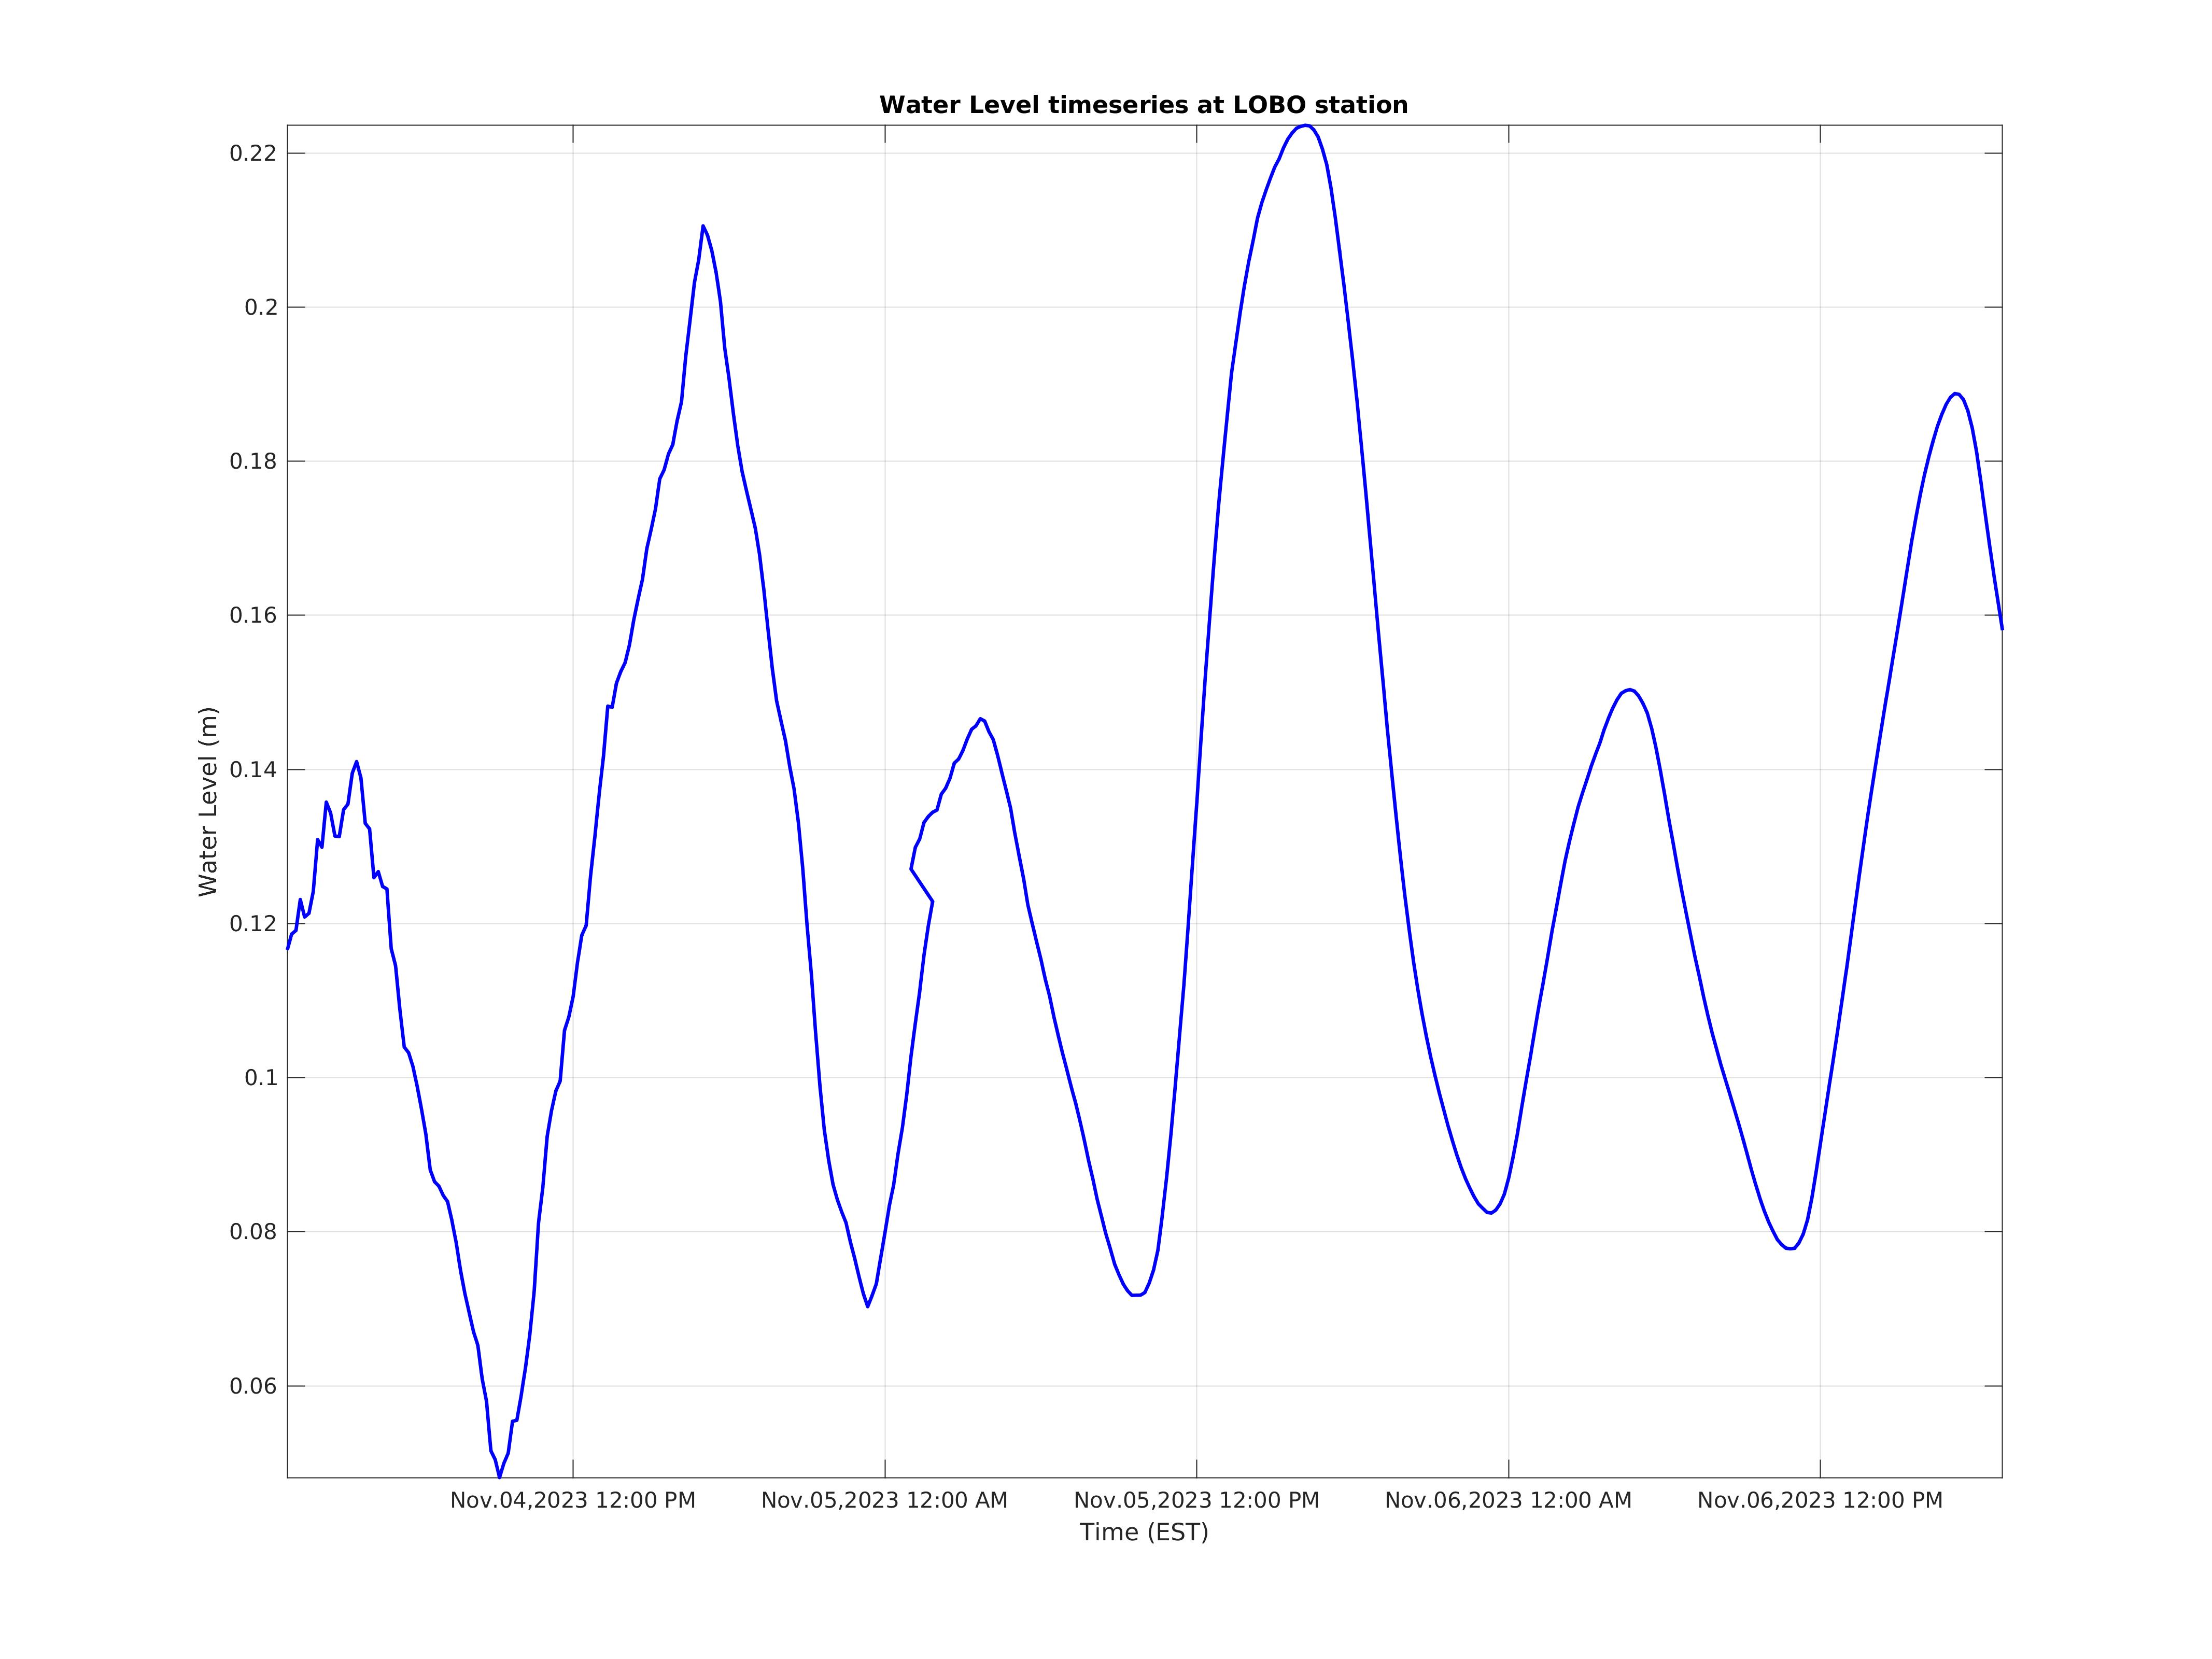 Water Level timeseries at LOBO station
0.22
0.2
0.18
0.16
0.14
0.12
0.1
0.08
0.06
Water Level (m)
Nov.04,2023 12:00 PM Nov.05,2023 12:00 AM Nov.05,2023 12:00 PM Nov.06,2023 12:00 AM Nov.06,2023 12:00 PM
Time (EST)